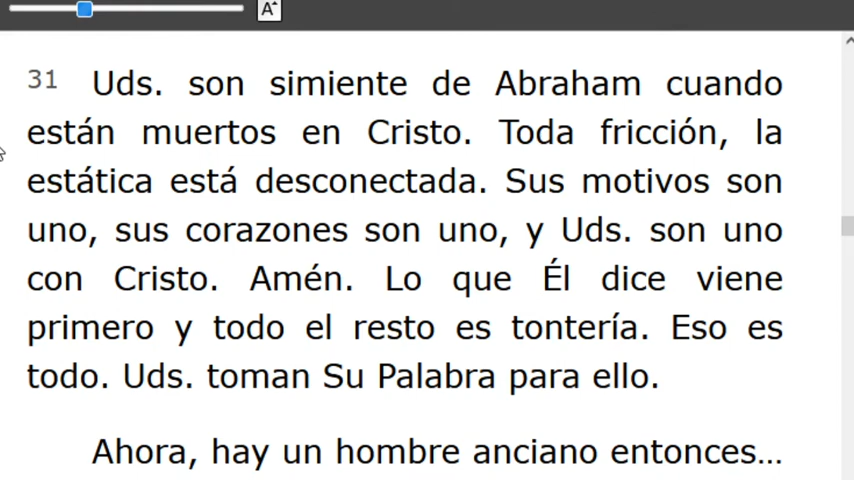 A
31 Uds. son simiente de Abraham cuando
están muertos en Cristo. Toda fricción, la
estática está desconectada. Sus motivos son
uno, sus corazones son uno, y Uds. son uno
con Cristo. Amén. Lo que Él dice viene
primero y todo el resto es tontería. Eso es
todo. Uds. toman Su Palabra para ello.
Ahora, hay un hombre anciano entonces…